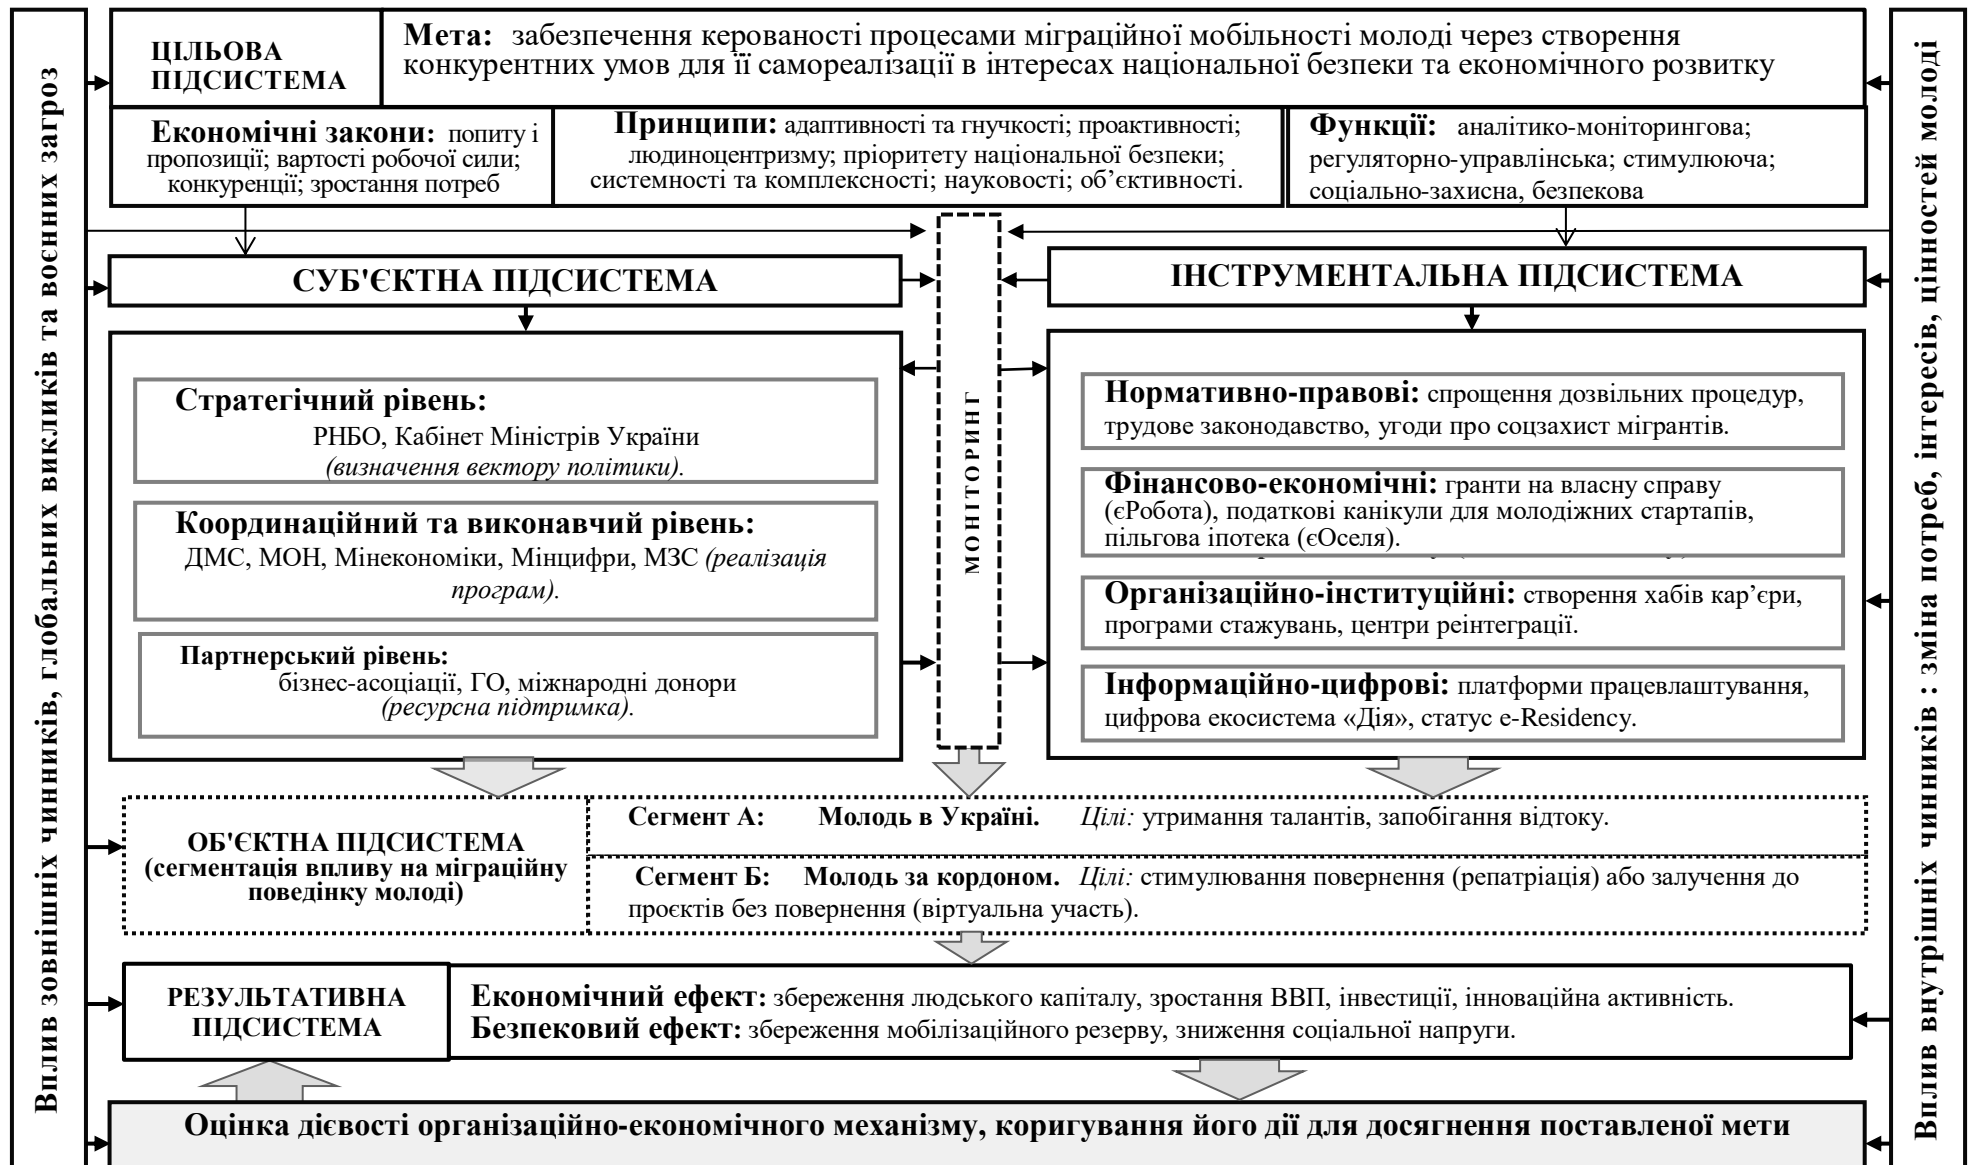 Вплив зовнішніх чинників, глобальних викликів та воєнних загроз
ЦІЛЬОВА
ПІДСИСТЕМА
Мета: забезпечення керованості процесами міграційної мобільності молоді через створення
конкурентних умов для її самореалізації в інтересах національної безпеки та економічного розвитку
Економічні закони: попиту і
пропозиції; вартості робочої сили;
конкуренції; зростання потреб
Принципи: адаптивності та гнучкості; проактивності;
людиноцентризму; пріоритету національної безпеки;
системності та комплексності; науковості; об’єктивності.
Функції: аналітико-моніторингова;
регуляторно-управлінська; стимулююча;
соціально-захисна, безпекова
СУБ'ЄКТНА ПІДСИСТЕМА
Стратегічний рівень:
РНБО, Кабінет Міністрів України
(визначення вектору політики).
Координаційний та виконавчий рівень:
ДМС, МОН, Мінекономіки, Мінцифри, МЗС (реалізація
програм).
Партнерський рівень:
бізнес-асоціації, ГО, міжнародні донори
(ресурсна підтримка).
МОНІТОРИНГ
ІНСТРУМЕНТАЛЬНА ПІДСИСТЕМА
Нормативно-правові: спрощення дозвільних процедур,
трудове законодавство, угоди про соцзахист мігрантів.
Фінансово-економічні: гранти на власну справу
(єРобота), податкові канікули для молодіжних стартапів,
пільгова іпотека (єОселя).
Організаційно-інституційні: створення хабів кар’єри,
програми стажувань, центри реінтеграції.
Інформаційно-цифрові: платформи працевлаштування,
цифрова екосистема «Дія», статус e-Residency.
ОБ'ЄКТНА ПІДСИСТЕМА
(сегментація впливу на міграційну
поведінку молоді)
Сегмент А: Молодь в Україні. Цілі: утримання талантів, запобігання відтоку.
Сегмент Б: Молодь за кордоном. Цілі: стимулювання повернення (репатріація) або залучення до
проєктів без повернення (віртуальна участь).
РЕЗУЛЬТАТИВНА
ПІДСИСТЕМА
Економічний ефект: збереження людського капіталу, зростання ВВП, інвестиції, інноваційна активність.
Безпековий ефект: збереження мобілізаційного резерву, зниження соціальної напруги.
Оцінка дієвості організаційно-економічного механізму, коригування його дії для досягнення поставленої мети
Вплив внутрішніх чинників : зміна потреб, інтересів, цінностей молоді